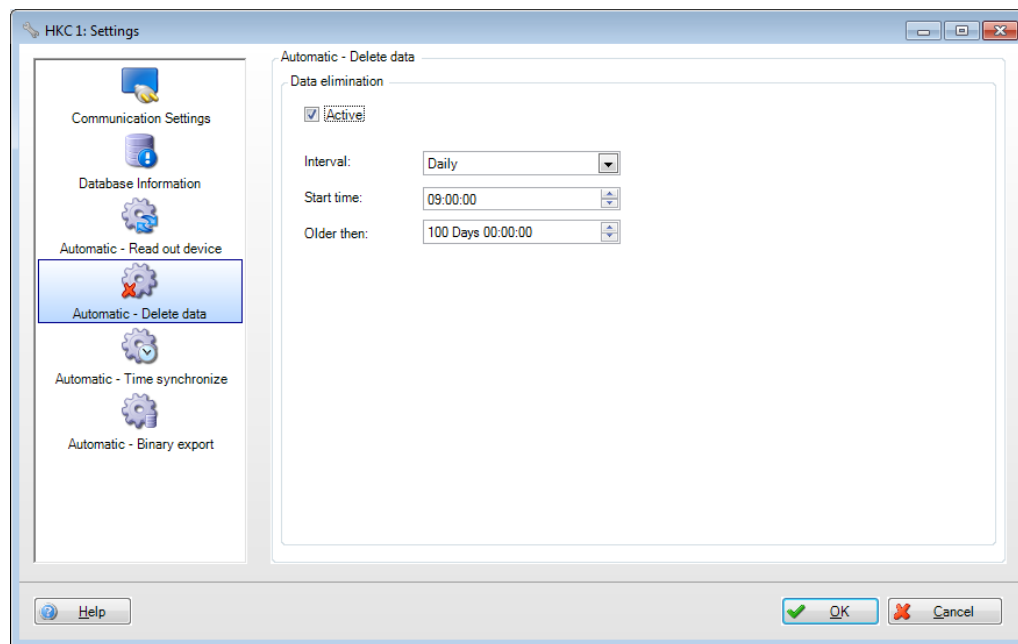 HKC 1: Settings
Communication Settings
Database Information
Automatic - Read out device
Automatic - Delete data
Automatic - Time synchronize
Automatic - Binary export
Automatic - Delete data
Data elimination
Active
Interval: Daily
Start time: 09:00:00
Older then: 100 Days 00:00:00
Help
OK
Cancel